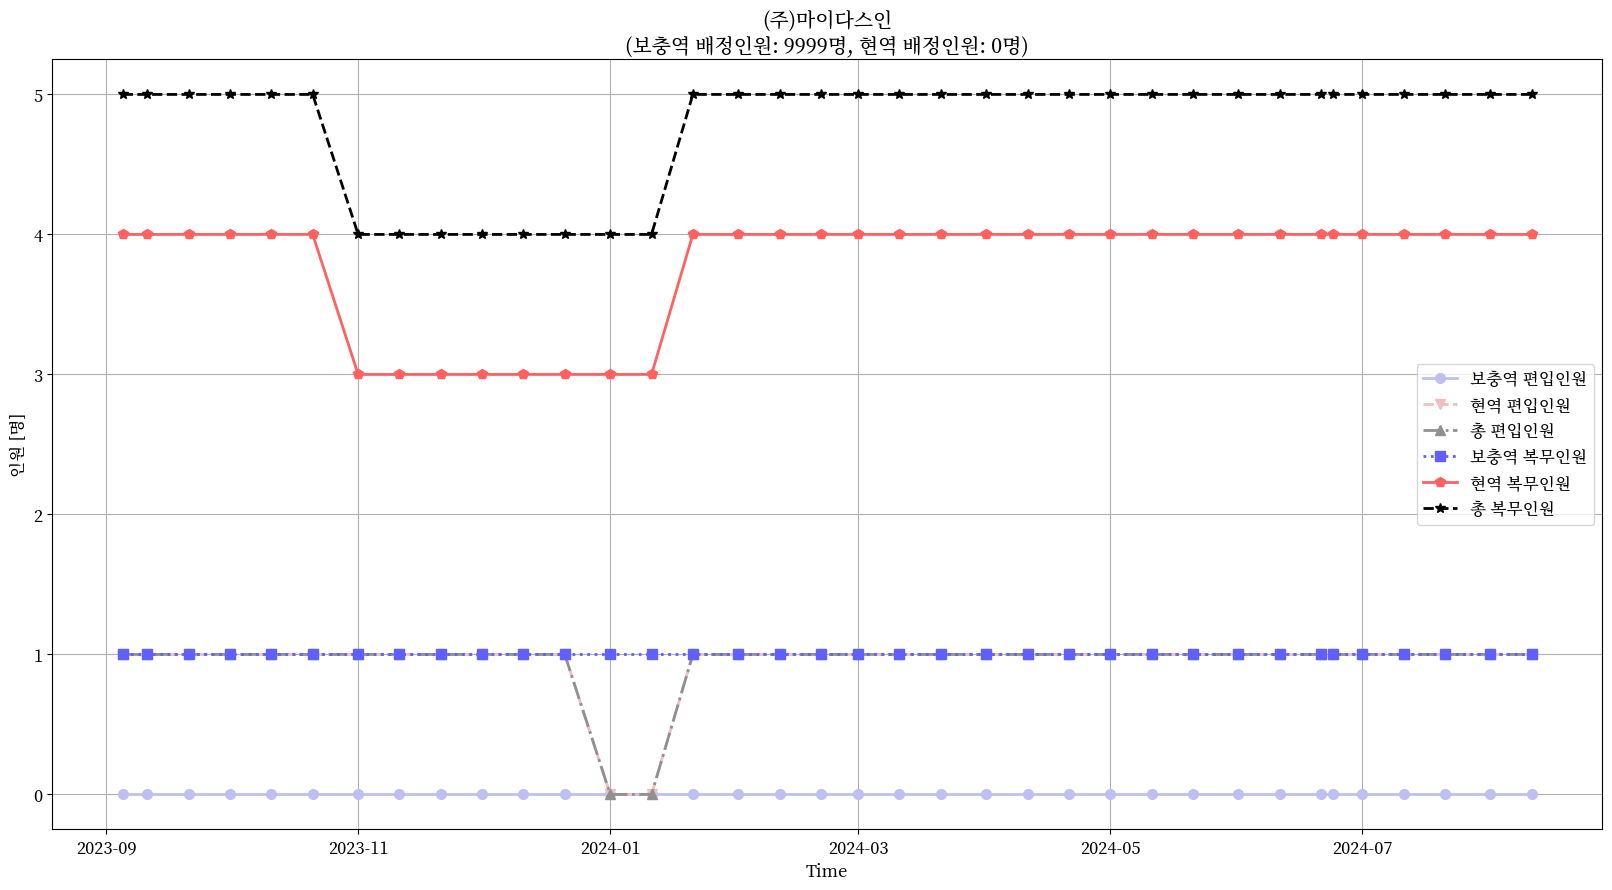 (주)마이다스인
(보충역 배정인원: 9999명, 현역 배정인원: 0명)
인원 [명]
5
4
3
2
1
0
보충역 편입인원
현역 편입인원
총 편입인원
보충역 복무인원
현역 복무인원
총 복무인원
2023-09 2023-11 2024-01 2024-03 2024-05 2024-07
Time